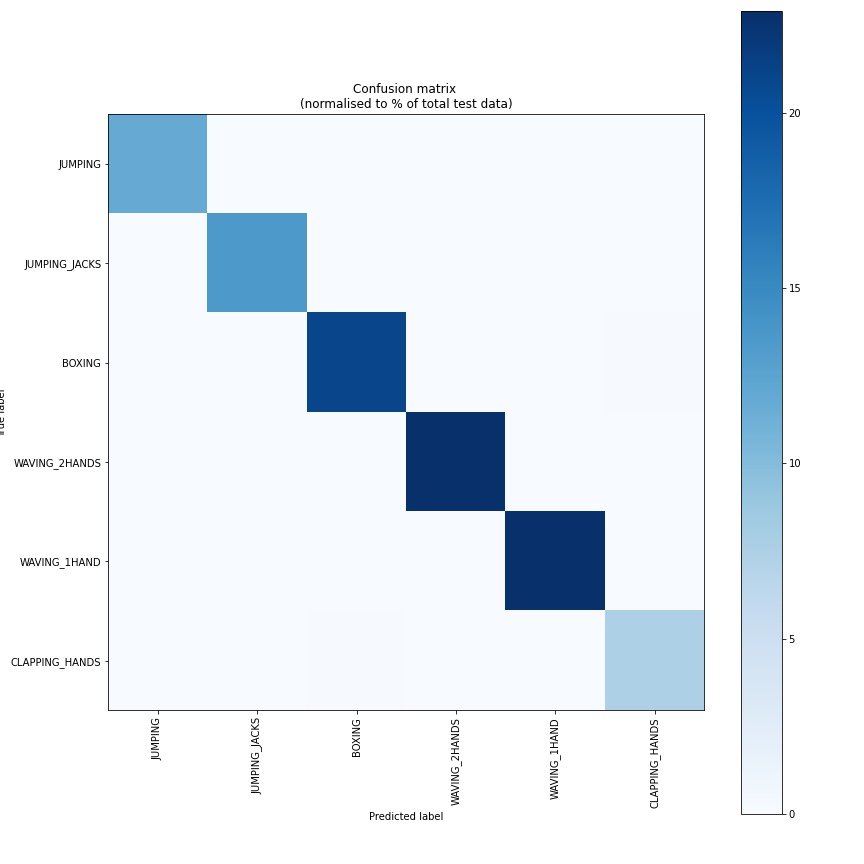 Confusion matrix
(normalised to % of total test data)
JUMPING
JUMPING_JACKS
BOXING
WAVING_2HANDS
WAVING_1HAND
CLAPPING_HANDS
True label
JUMPING
JUMPING_JACKS
BOXING
WAVING_2HANDS
WAVING_1HAND
CLAPPING_HANDS
Predicted label
20
15
10
5
0